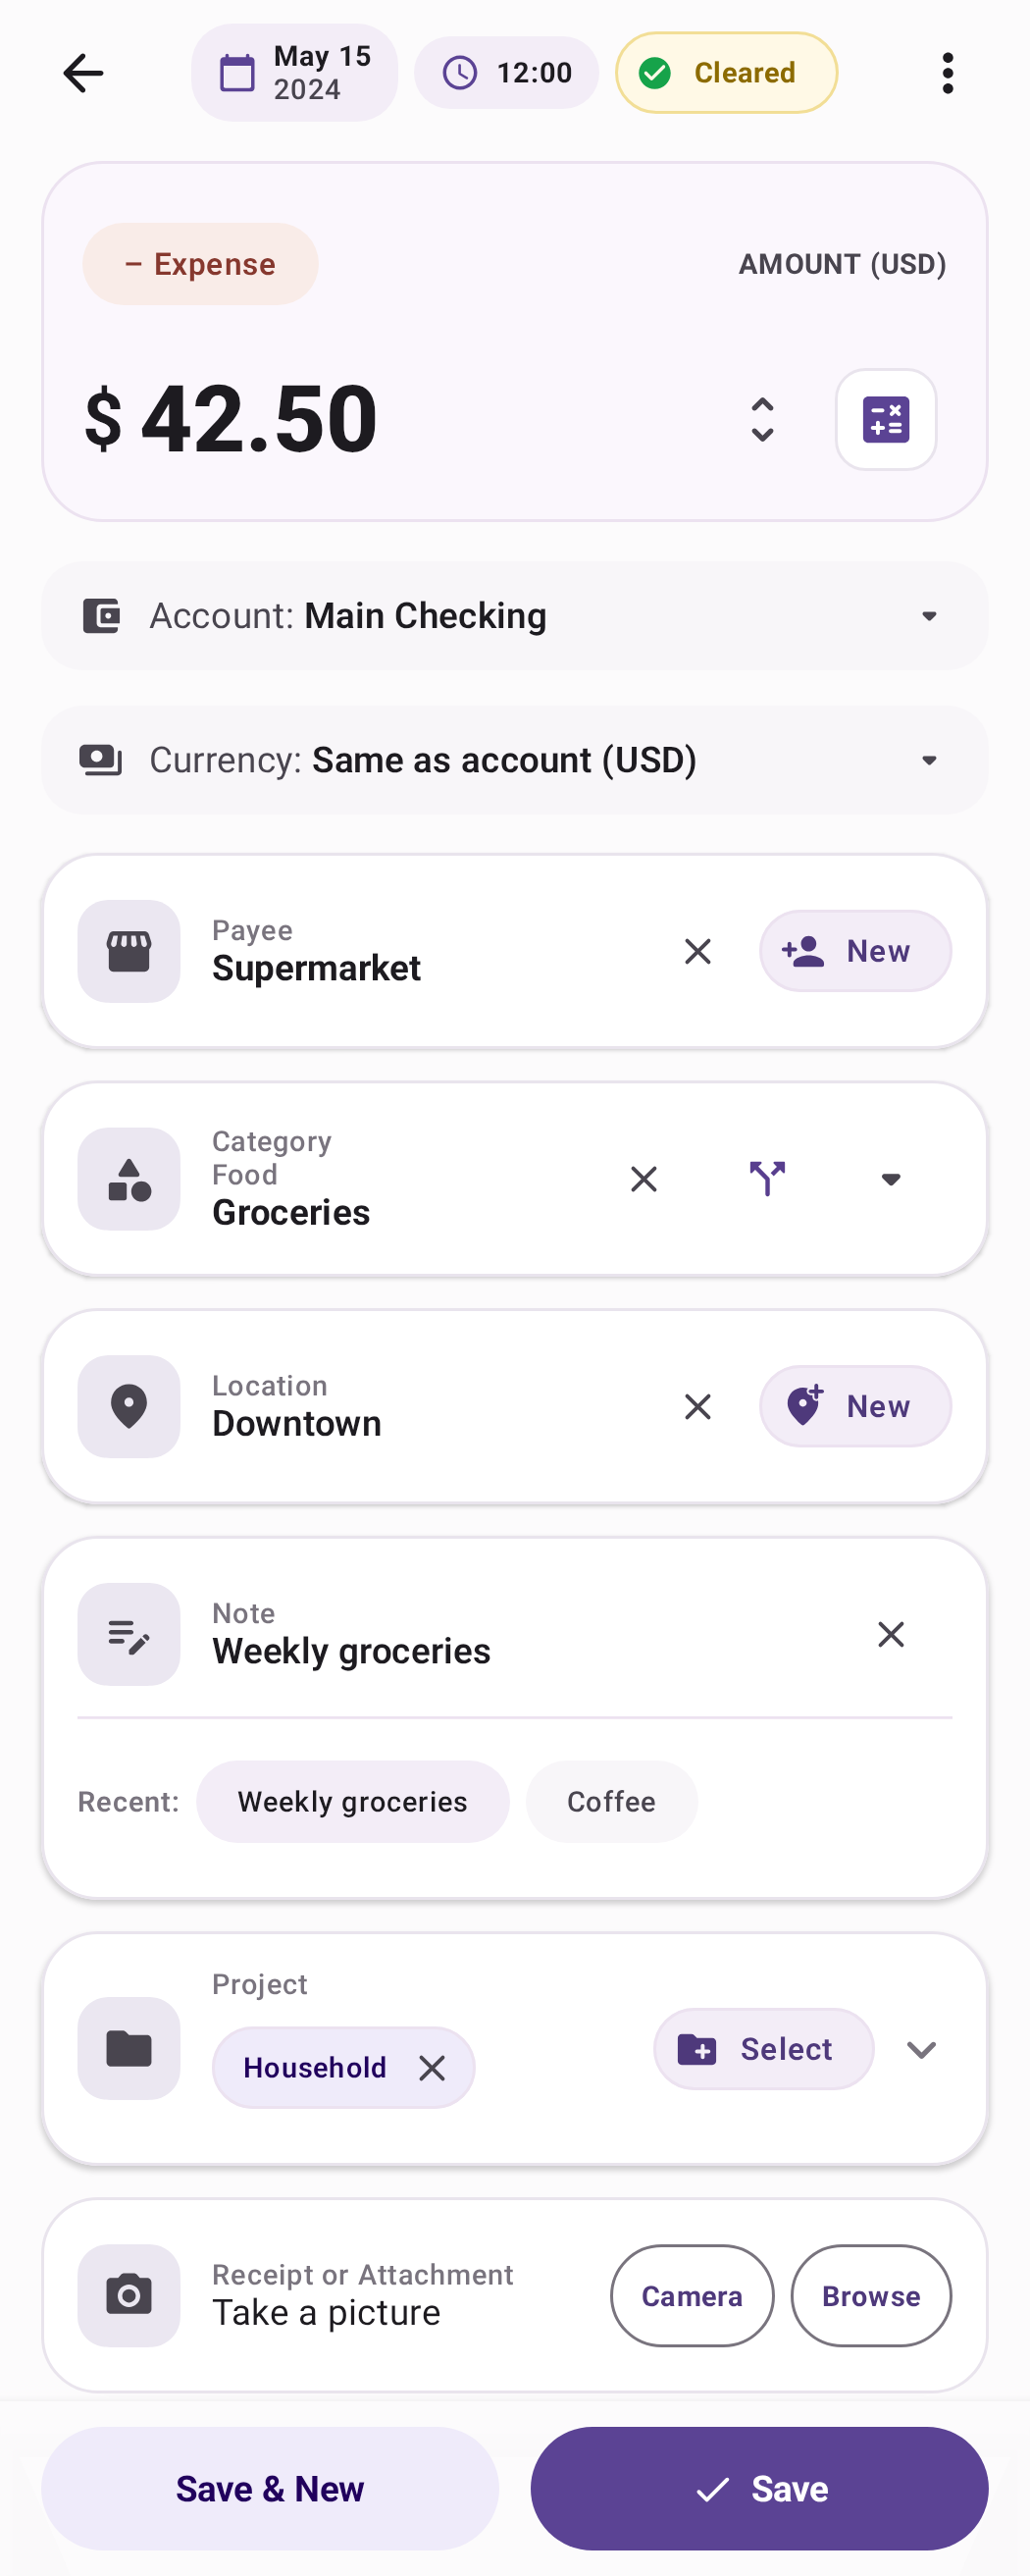 May 15
2024
12:00
Cleared
– Expense
AMOUNT (USD)
$ 42.50
Account: Main Checking
Currency: Same as account (USD)
Payee
Supermarket
New
Category
Food
Groceries
Location
Downtown
New
Note
Weekly groceries
Recent: Weekly groceries Coffee
Project
Household
Select
Receipt or Attachment
Take a picture
Camera Browse
Save & New Save